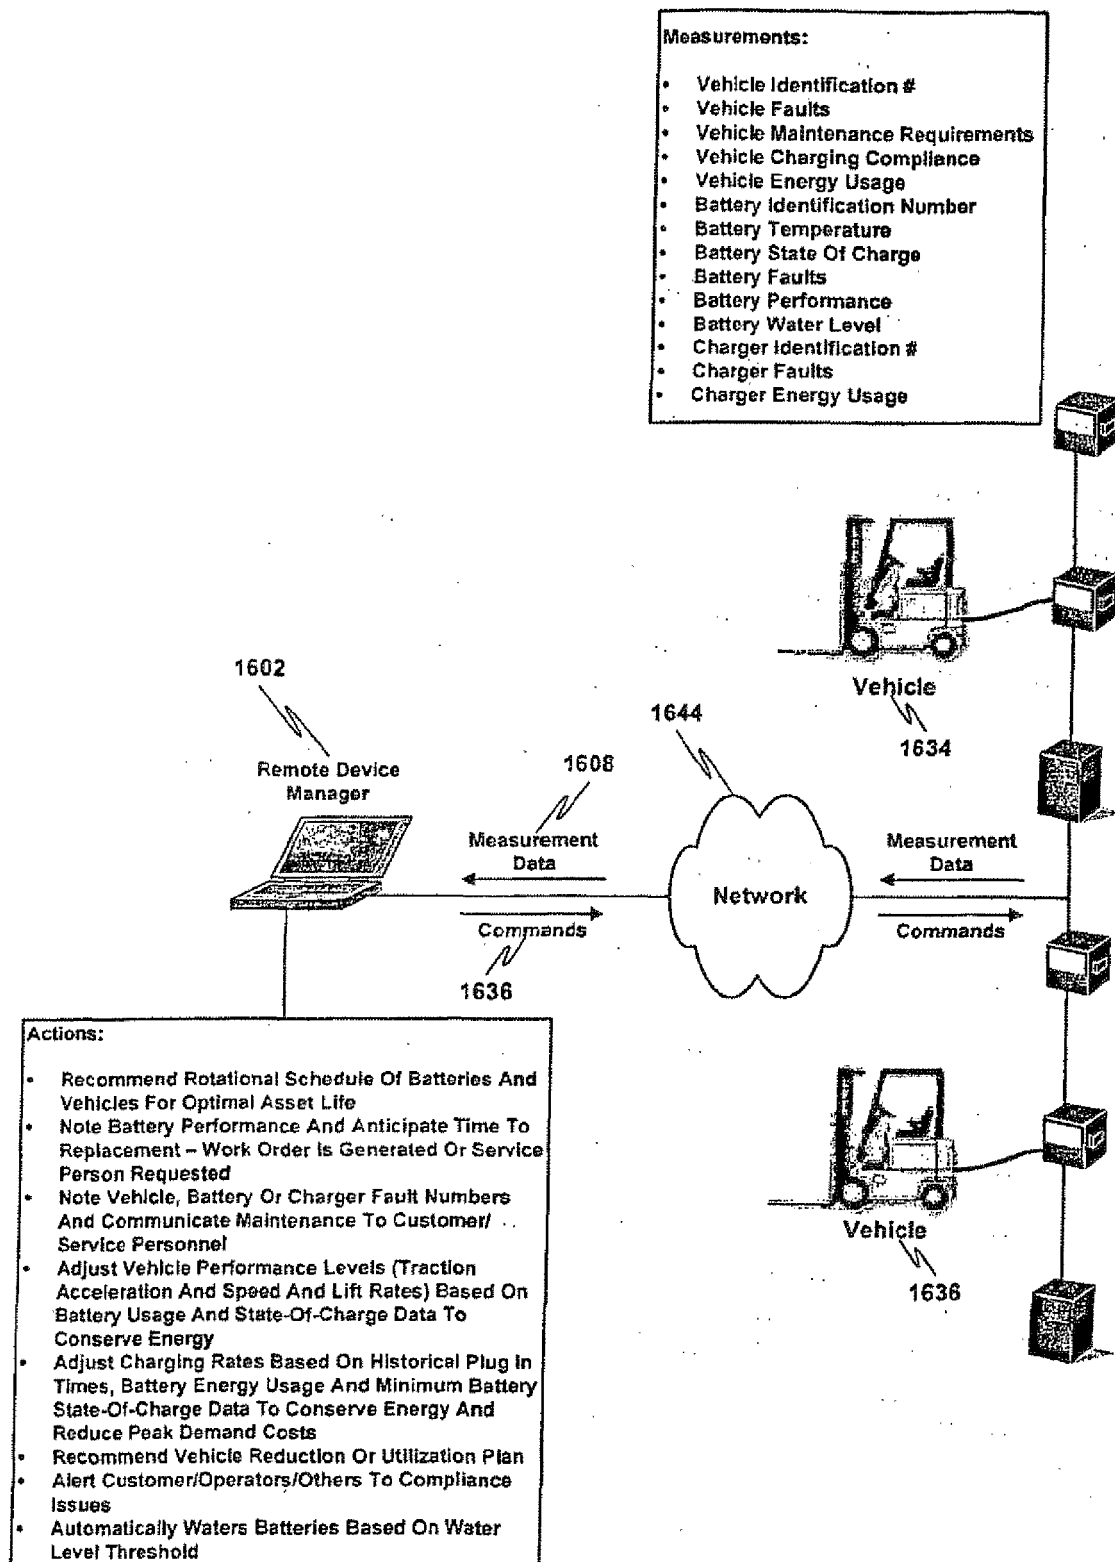 Measurements:
• Vehicle Identification #
• Vehicle Faults
• Vehicle Maintenance Requirements
• Vehicle Charging Compliance
• Vehicle Energy Usage
• Battery Identification Number
• Battery Temperature
• Battery State Of Charge
• Battery Faults
• Battery Performance
• Battery Water Level
• Charger Identification #
• Charger Faults
• Charger Energy Usage
Vehicle
1634
1602
Remote Device
Manager
1608
1644
Measurement
Data
Commands
1636
Network
Measurement
Data
Commands
Vehicle
1636
Actions:
• Recommend Rotational Schedule Of Batteries And
Vehicles For Optimal Asset Life
• Note Battery Performance And Anticipate Time To
Replacement – Work Order Is Generated Or Service
Person Requested
• Note Vehicle, Battery Or Charger Fault Numbers
And Communicate Maintenance To Customer/
Service Personnel
• Adjust Vehicle Performance Levels (Traction
Acceleration And Speed And Lift Rates) Based On
Battery Usage And State-Of-Charge Data To
Conserve Energy
• Adjust Charging Rates Based On Historical Plug In
Times, Battery Energy Usage And Minimum Battery
State-Of-Charge Data To Conserve Energy And
Reduce Peak Demand Costs
• Recommend Vehicle Reduction Or Utilization Plan
• Alert Customer/Operators/Others To Compliance
Issues
• Automatically Waters Batteries Based On Water
Level Threshold